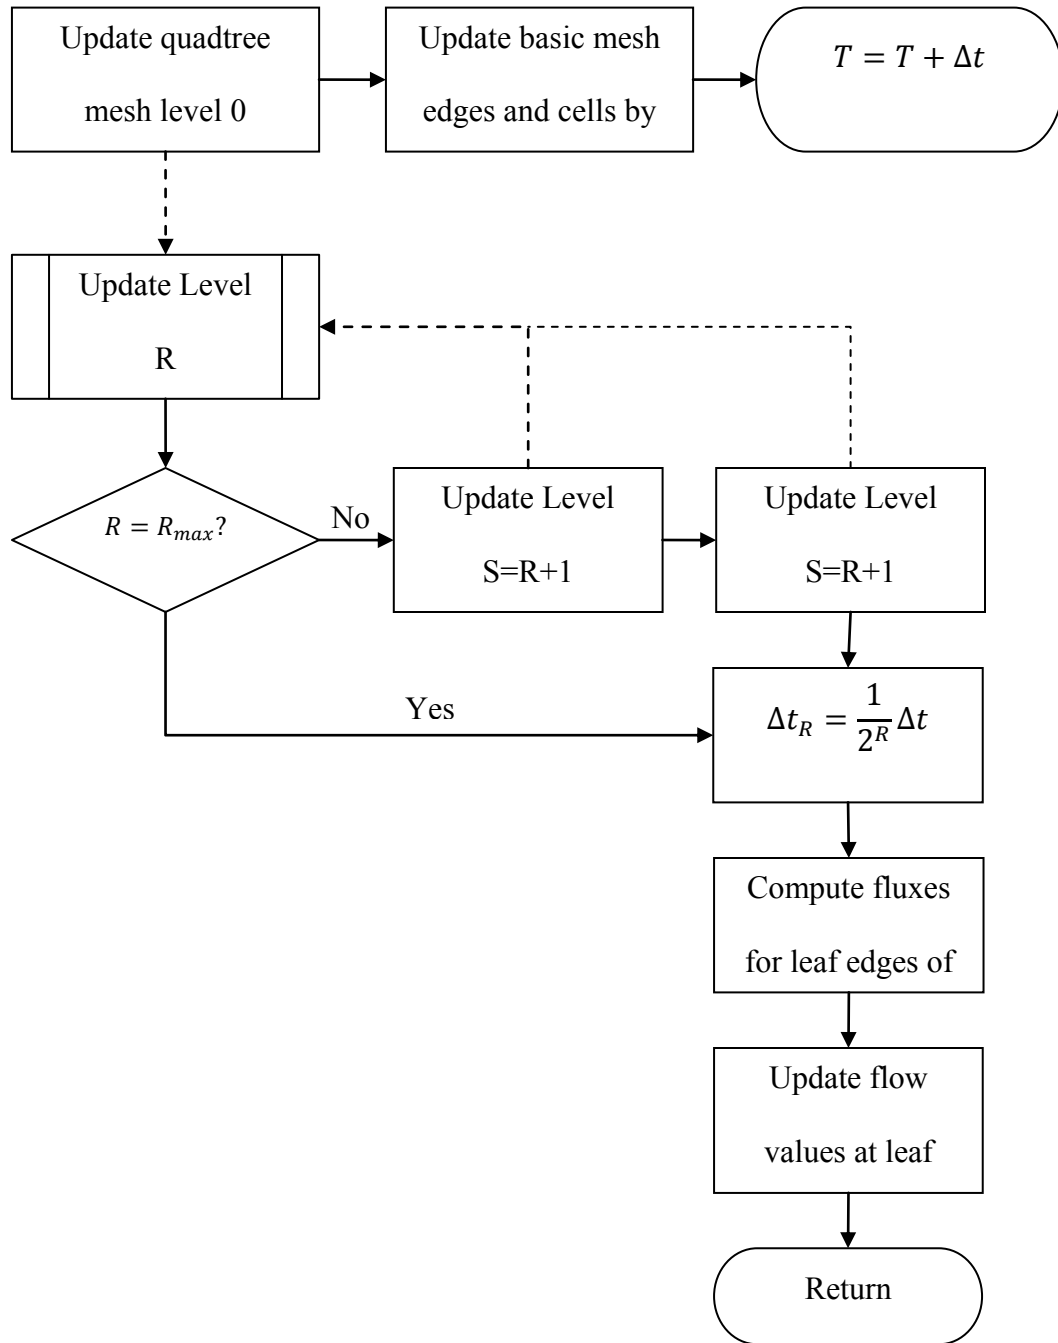 Update quadtree
mesh level 0
Update basic mesh
edges and cells by
T = T + Δt
Update Level
R
R = R_max?
No
Update Level
S=R+1
Update Level
S=R+1
Yes
Δt_R = 1/2^R Δt
Compute fluxes
for leaf edges of
Update flow
values at leaf
Return